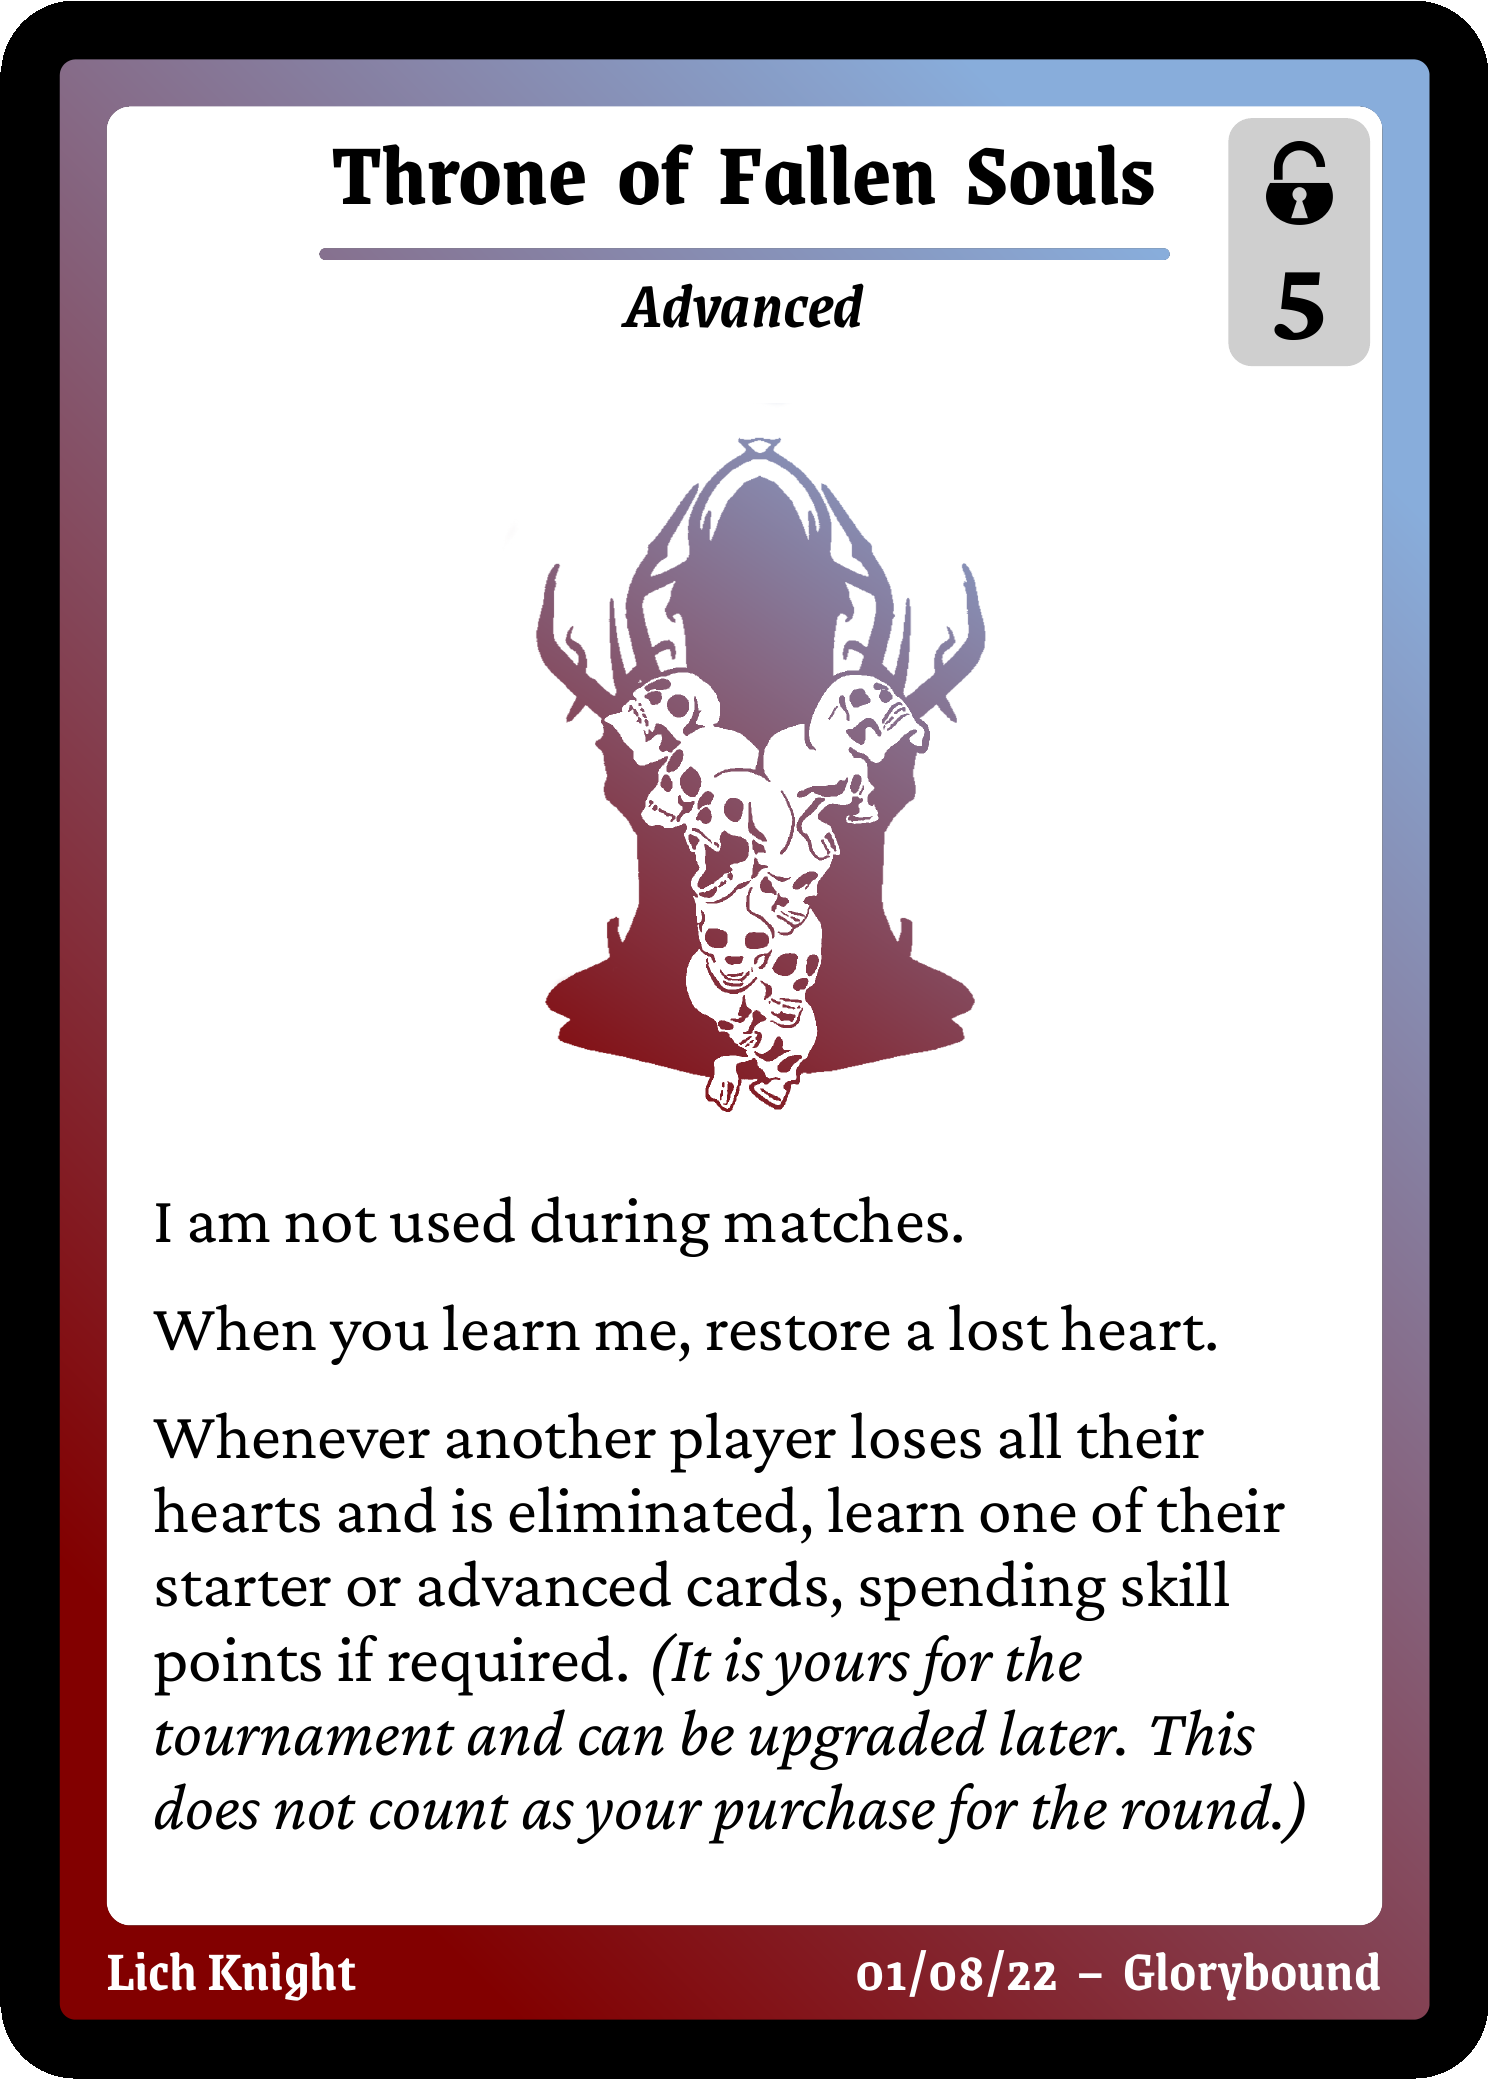 Throne of Fallen Souls
5
Advanced
I am not used during matches.
When you learn me, restore a lost heart.
Whenever another player loses all their
hearts and is eliminated, learn one of their
starter or advanced cards, spending skill
points if required. (It is yours for the
tournament and can be upgraded later. This
does not count as your purchase for the round.)
Lich Knight
01/08/22 – Glorybound